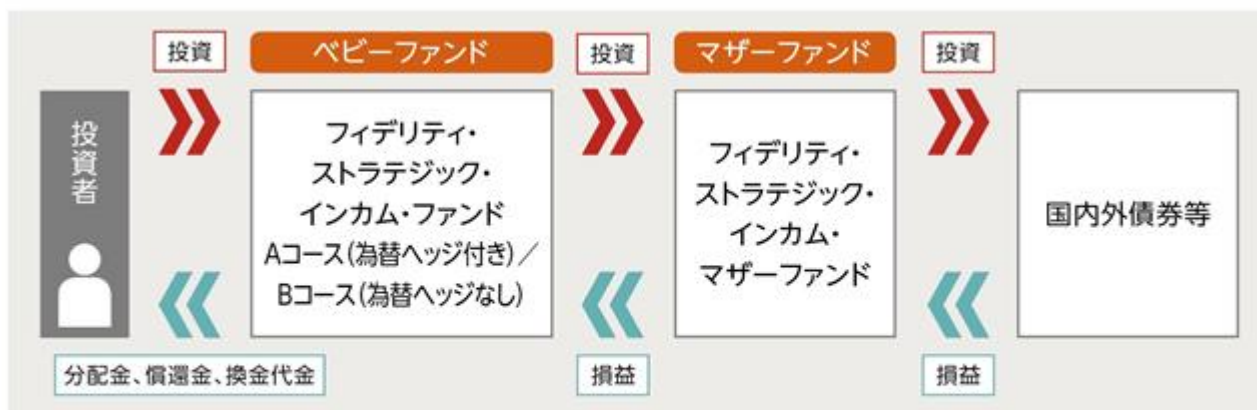 投資
ベビーファンド
投資
マザーファンド
投資
投資者
フィデリティ・
ストラテジック・
インカム・ファンド
Aコース(為替ヘッジ付き)／
Bコース(為替ヘッジなし)
フィデリティ・
ストラテジック・
インカム・
マザーファンド
国内外債券等
分配金、償還金、換金代金
損益
損益